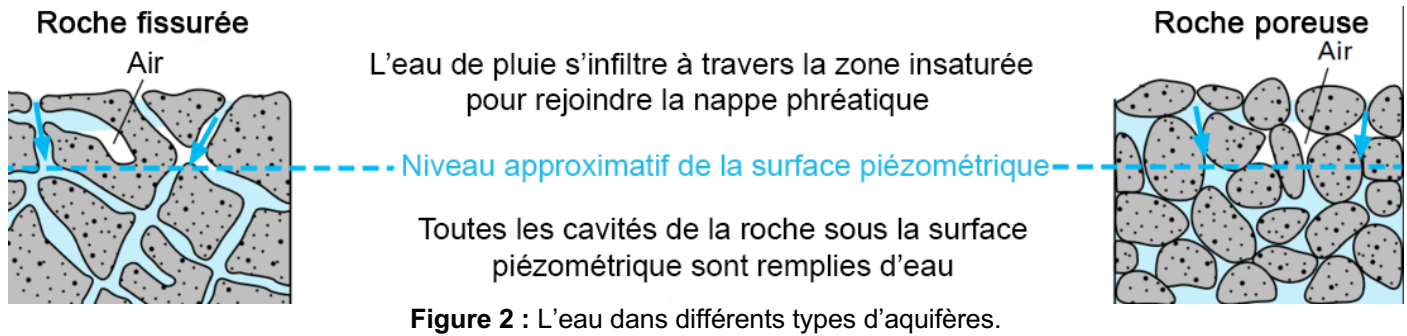 Roche fissurée
Air
L’eau de pluie s’infiltre à travers la zone insaturée
pour rejoindre la nappe phréatique
Roche poreuse
Air
Niveau approximatif de la surface piézométrique
Toutes les cavités de la roche sous la surface
piézométrique sont remplies d’eau
Figure 2 : L’eau dans différents types d’aquifères.